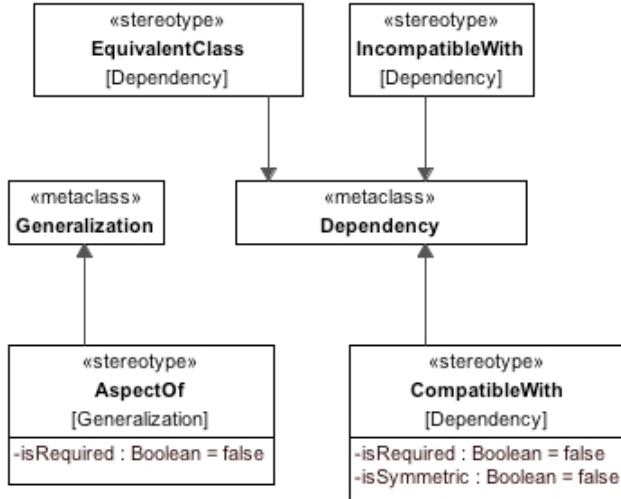 «stereotype»
EquivalentClass
[Dependency]
«stereotype»
IncompatibleWith
[Dependency]
«metaclass»
Generalization
«metaclass»
Dependency
«stereotype»
AspectOf
[Generalization]
-isRequired : Boolean = false
«stereotype»
CompatibleWith
[Dependency]
-isRequired : Boolean = false
-isSymmetric : Boolean = false